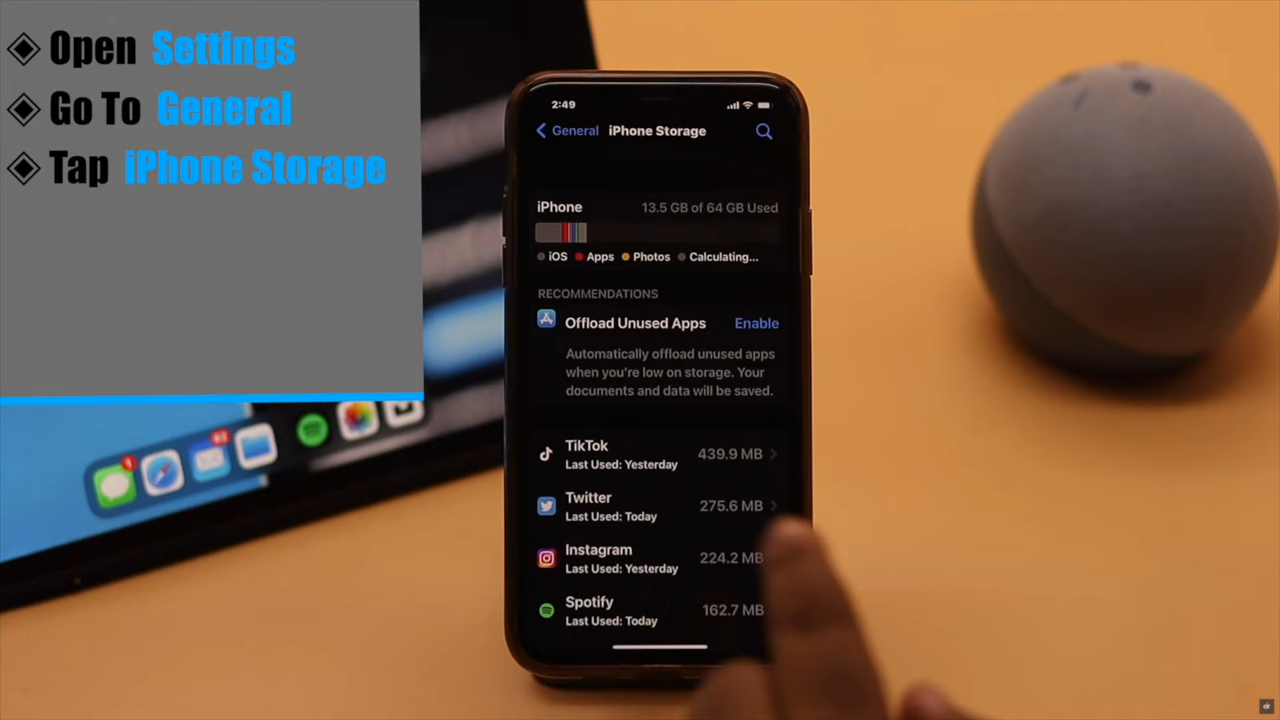 Open Settings
Go To General
Tap iPhone Storage
2:49
General iPhone Storage
iPhone 13.5 GB of 64 GB Used
iOS Apps Photos Calculating...
RECOMMENDATIONS
Offload Unused Apps Enable
Automatically offload unused apps
when you're low on storage. Your
documents and data will be saved.
TikTok 439.9 MB
Last Used: Yesterday
Twitter 275.6 MB
Last Used: Today
Instagram 224.2 MB
Last Used: Yesterday
Spotify 162.7 MB
Last Used: Today